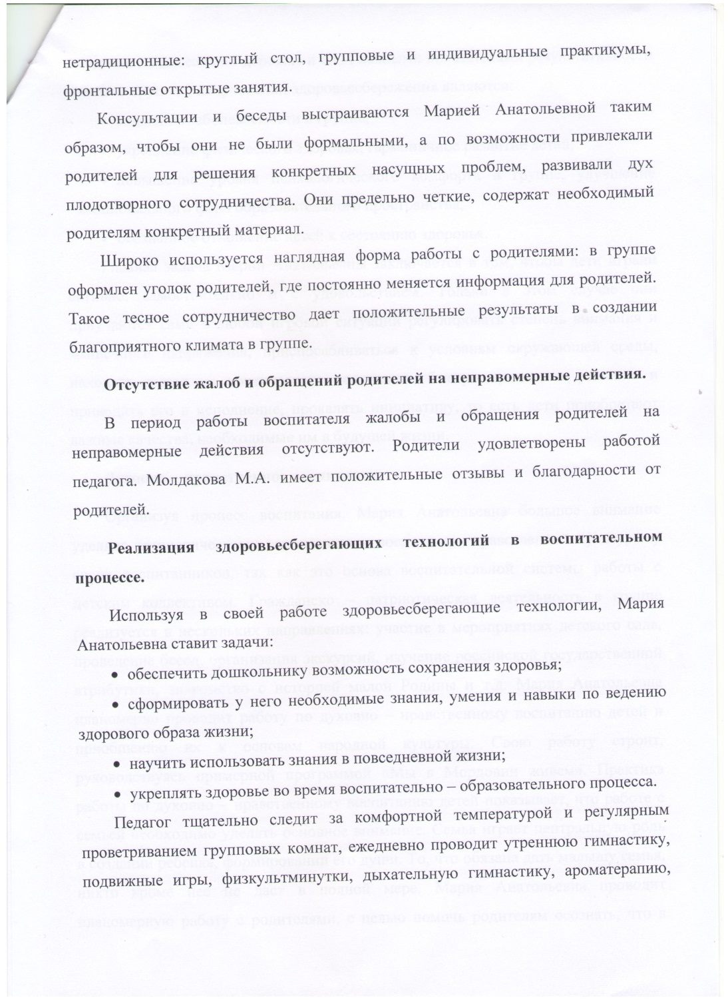 нетрадиционные: круглый стол, групповые и индивидуальные практикумы,
фронтальные открытые занятия.
Консультации и беседы выстраиваются Марией Анатольевной таким
образом, чтобы они не были формальными, а по возможности привлекали
родителей для решения конкретных насущных проблем, развивали дух
плодотворного сотрудничества. Они предельно четкие, содержат необходимый
родителям конкретный материал.
Широко используется наглядная форма работы с родителями: в группе
оформлен уголок родителей, где постоянно меняется информация для родителей.
Такое тесное сотрудничество дает положительные результаты в создании
благоприятного климата в группе.
Отсутствие жалоб и обращений родителей на неправомерные действия.
В период работы воспитателя жалобы и обращения родителей на
неправомерные действия отсутствуют. Родители удовлетворены работой
педагога. Молдакова М.А. имеет положительные отзывы и благодарности от
родителей.
Реализация здоровьесберегающих технологий в воспитательном
процессе.
Используя в своей работе здоровьесберегающие технологии, Мария
Анатольевна ставит задачи:
• обеспечить дошкольнику возможность сохранения здоровья;
• сформировать у него необходимые знания, умения и навыки по ведению
здорового образа жизни;
• научить использовать знания в повседневной жизни;
• укреплять здоровье во время воспитательно – образовательного процесса.
Педагог тщательно следит за комфортной температурой и регулярным
проветриванием групповых комнат, ежедневно проводит утреннюю гимнастику,
подвижные игры, физкультминутки, дыхательную гимнастику, ароматерапию,